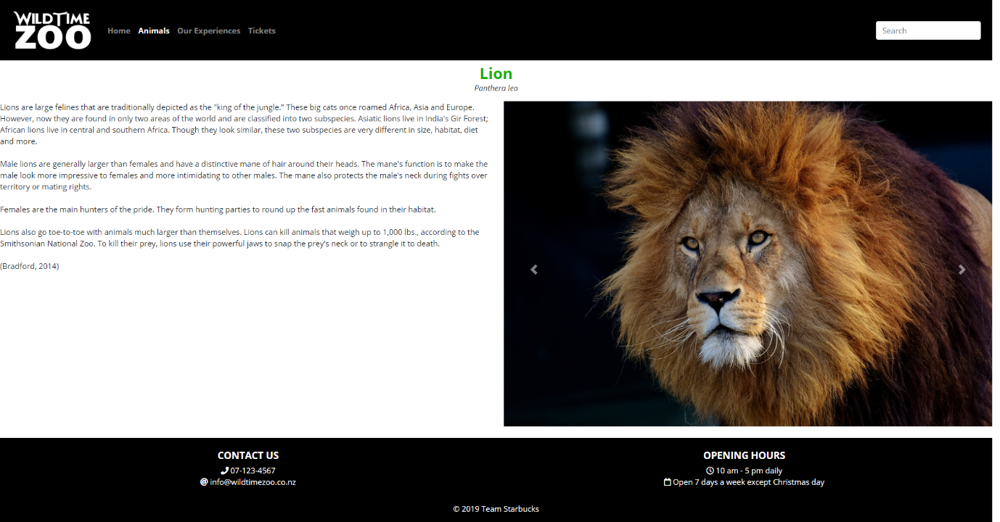 WILDTIME
ZOO
Home Animals Our Experiences Tickets
Search
Lion
Panthera leo
Lions are large felines that are traditionally depicted as the "king of the jungle." These big cats once roamed Africa, Asia and Europe.
However, now they are found in only two areas of the world and are classified into two subspecies. Asiatic lions live in India's Gir Forest;
African lions live in central and southern Africa. Though they look similar, these two subspecies are very different in size, habitat, diet
and more.
Male lions are generally larger than females and have a distinctive mane of hair around their heads. The mane's function is to make the
male look more impressive to females and more intimidating to other males. The mane also protects the male's neck during fights over
territory or mating rights.
Females are the main hunters of the pride. They form hunting parties to round up the fast animals found in their habitat.
Lions also go toe-to-toe with animals much larger than themselves. Lions can kill animals that weigh up to 1,000 lbs., according to the
Smithsonian National Zoo. To kill their prey, lions use their powerful jaws to snap the prey's neck or to strangle it to death.
(Bradford, 2014)
CONTACT US
07-123-4567
info@wildtimezoo.co.nz
OPENING HOURS
10 am - 5 pm daily
Open 7 days a week except Christmas day
© 2019 Team Starbucks